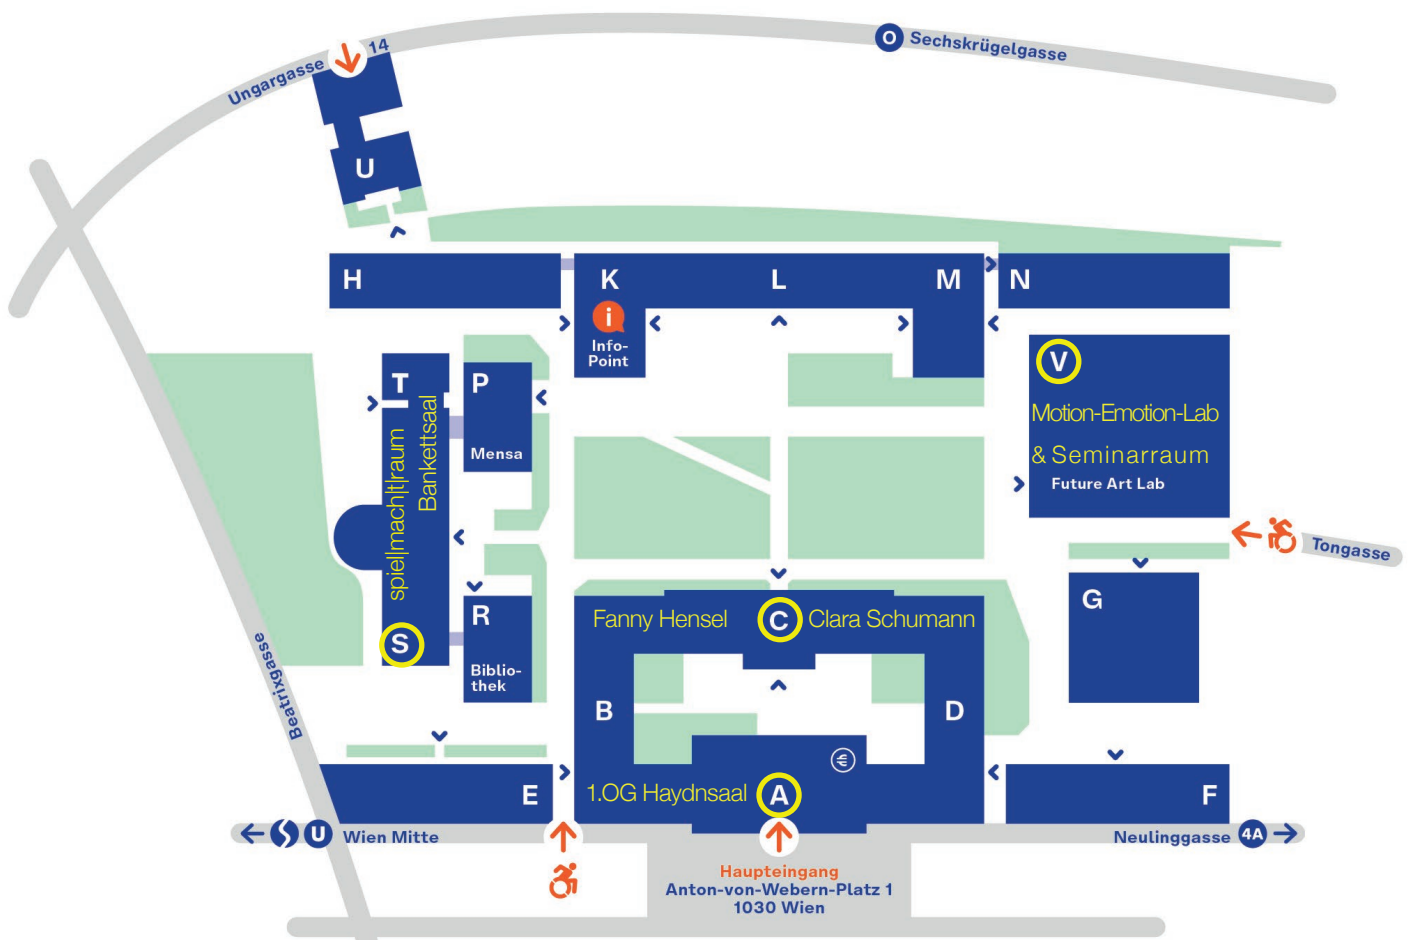 14
Ungargasse
O Sechskrügelgasse
U
H
K
L
M
N
i
Info-
Point
V
Motion-Emotion-Lab
& Seminarraum
Future Art Lab
T
P
Mensa
spiel|mach|t|raum
Bankettsaal
Tongasse
S
R
Biblio-
thek
Fanny Hensel
C
Clara Schumann
G
Beatrixgasse
B
D
€
E
1.OG Haydnsaal
A
F
S U Wien Mitte
Neulinggasse 4A
Haupteingang
Anton-von-Webern-Platz 1
1030 Wien